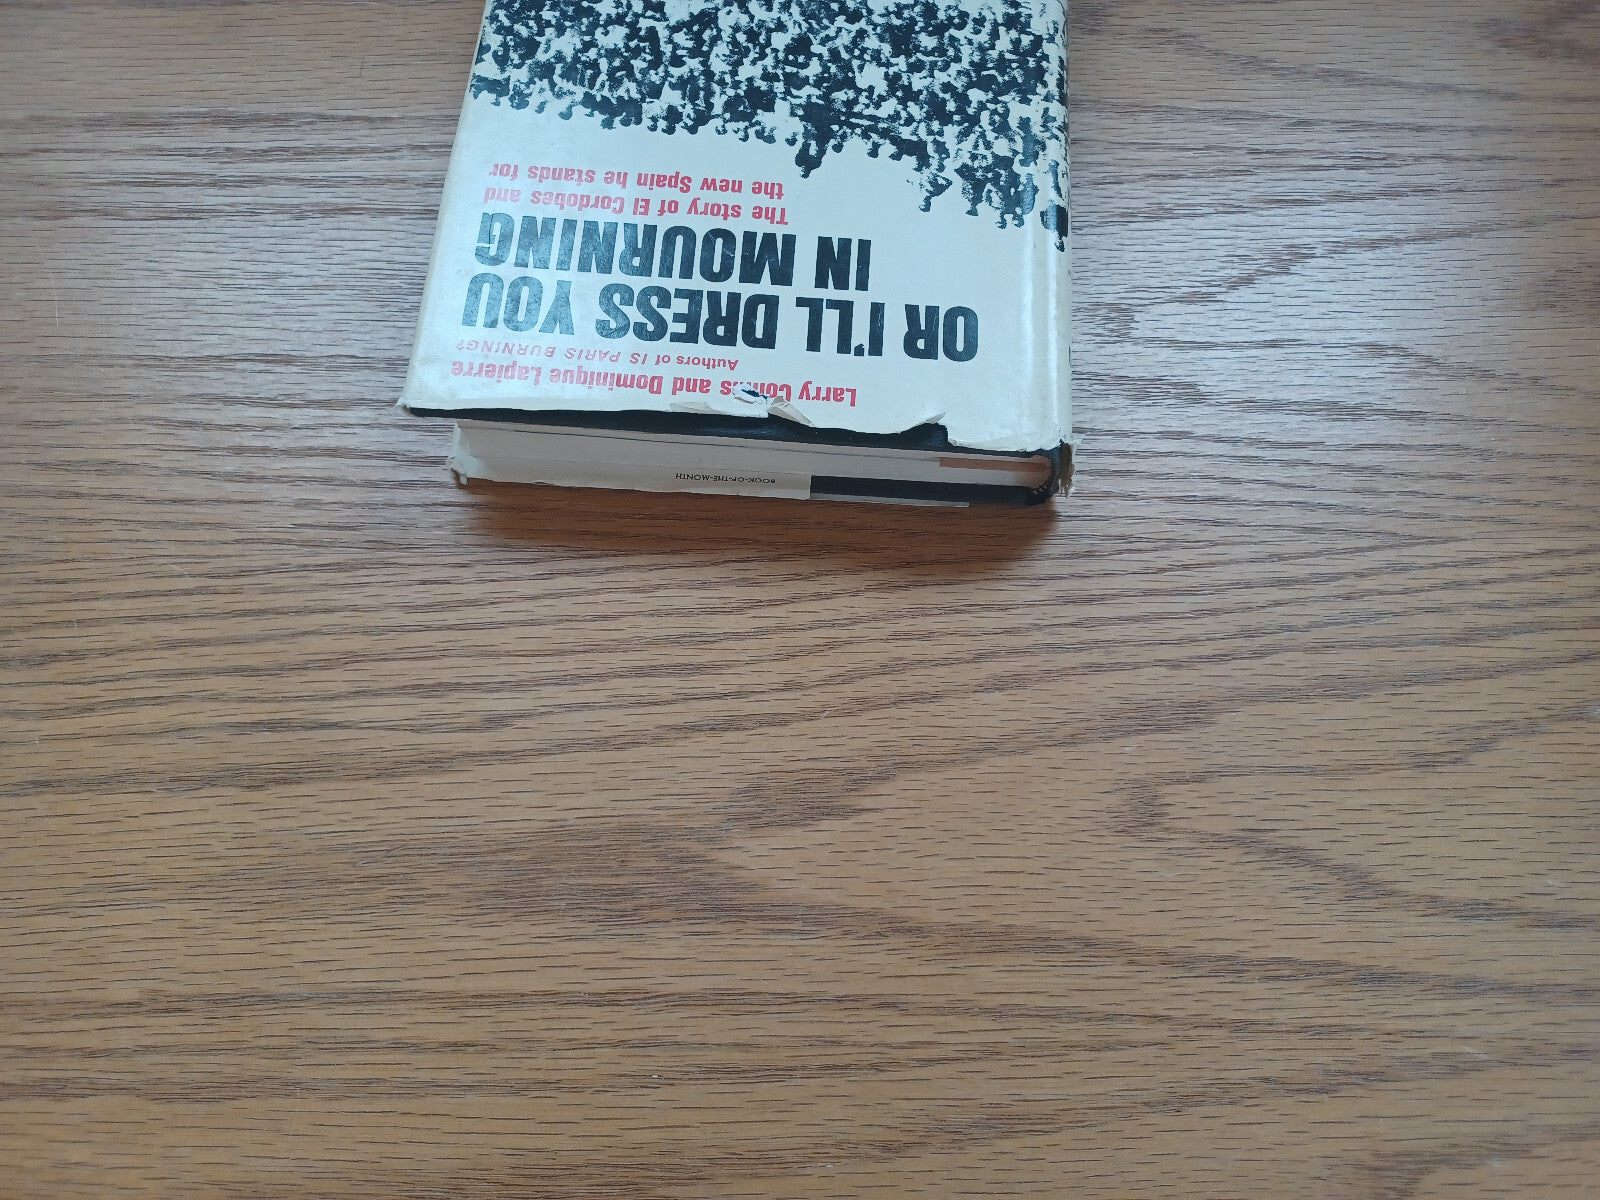 Larry Collins and Dominique Lapierre
Authors of IS PARIS BURNING?
OR I'LL DRESS YOU
IN MOURNING
The story of El Cordobes and
the new Spain he stands for
BOOK-OF-THE-MONTH